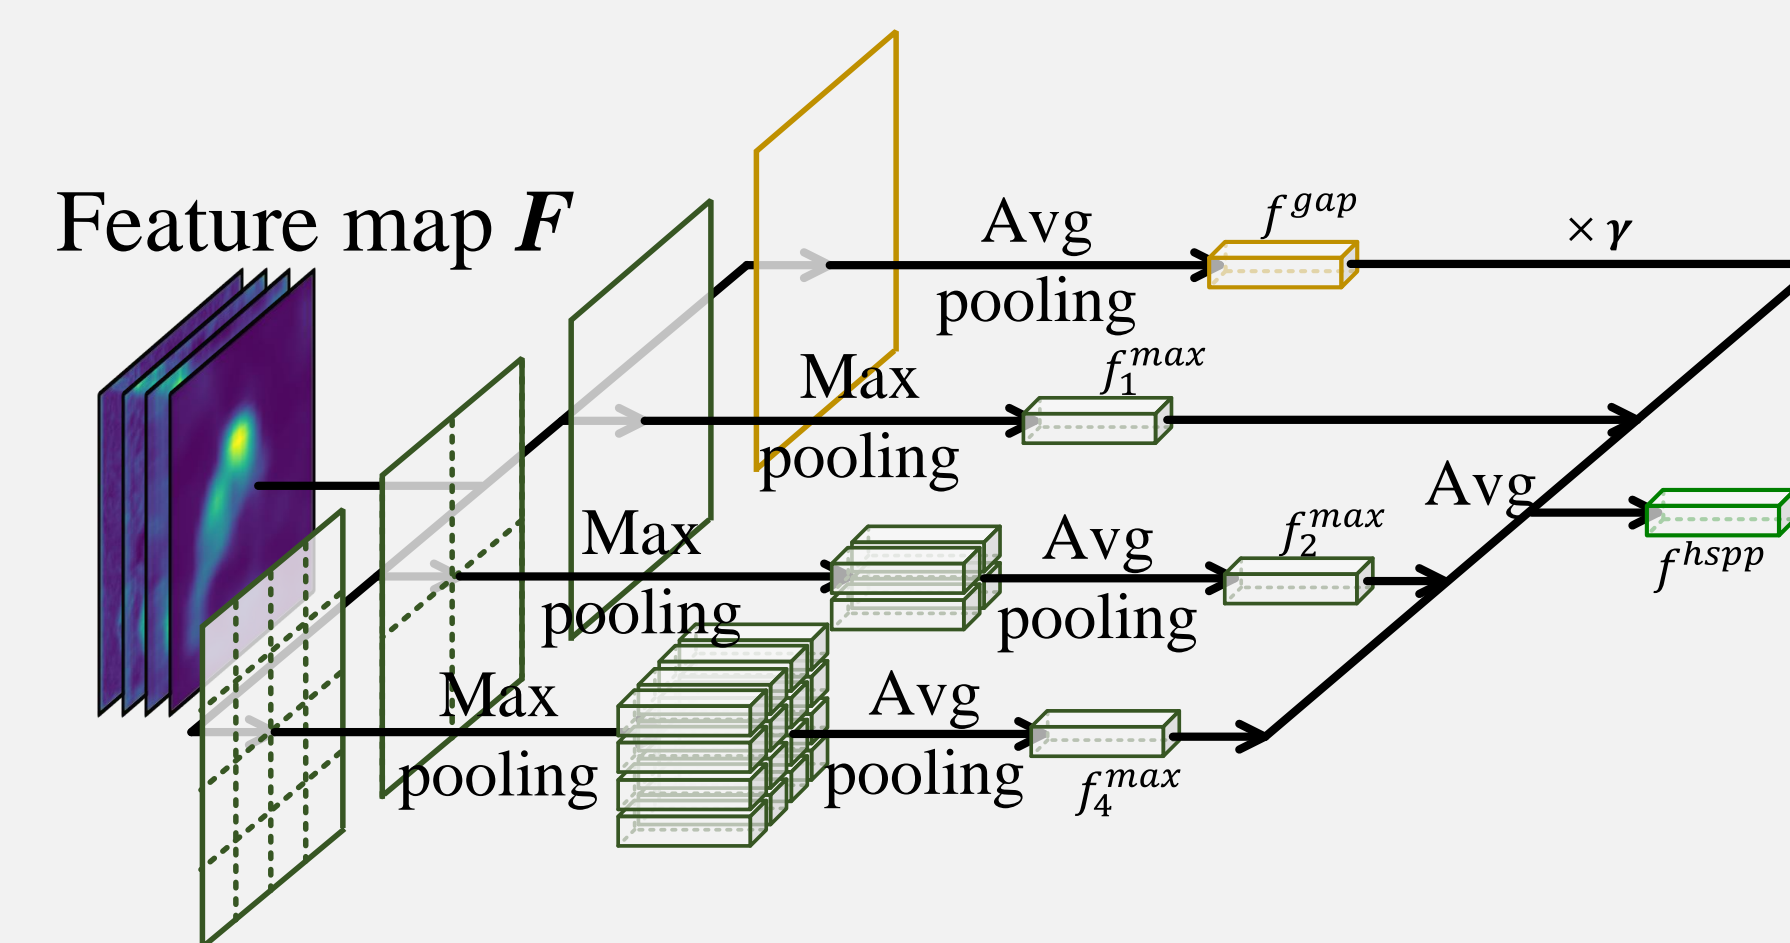 Feature map F
Avg
pooling
f^{gap}
× γ
Max
pooling
f_1^{max}
Max
pooling
Avg
pooling
f_2^{max}
Avg
f^{hspp}
Max
pooling
Avg
pooling
f_4^{max}